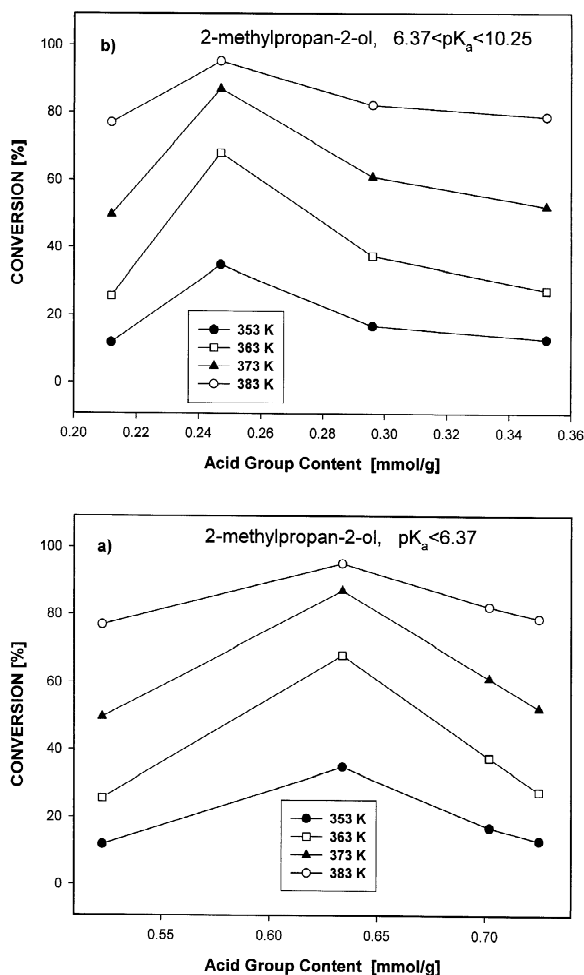 b)
2-methylpropan-2-ol, 6.37<pKa<10.25
CONVERSION [%]
100
80
60
40
20
0
353 K
363 K
373 K
383 K
0.20 0.22 0.24 0.26 0.28 0.30 0.32 0.34 0.36
Acid Group Content [mmol/g]
a)
2-methylpropan-2-ol, pKa<6.37
CONVERSION [%]
100
80
60
40
20
0
353 K
363 K
373 K
383 K
0.55 0.60 0.65 0.70
Acid Group Content [mmol/g]